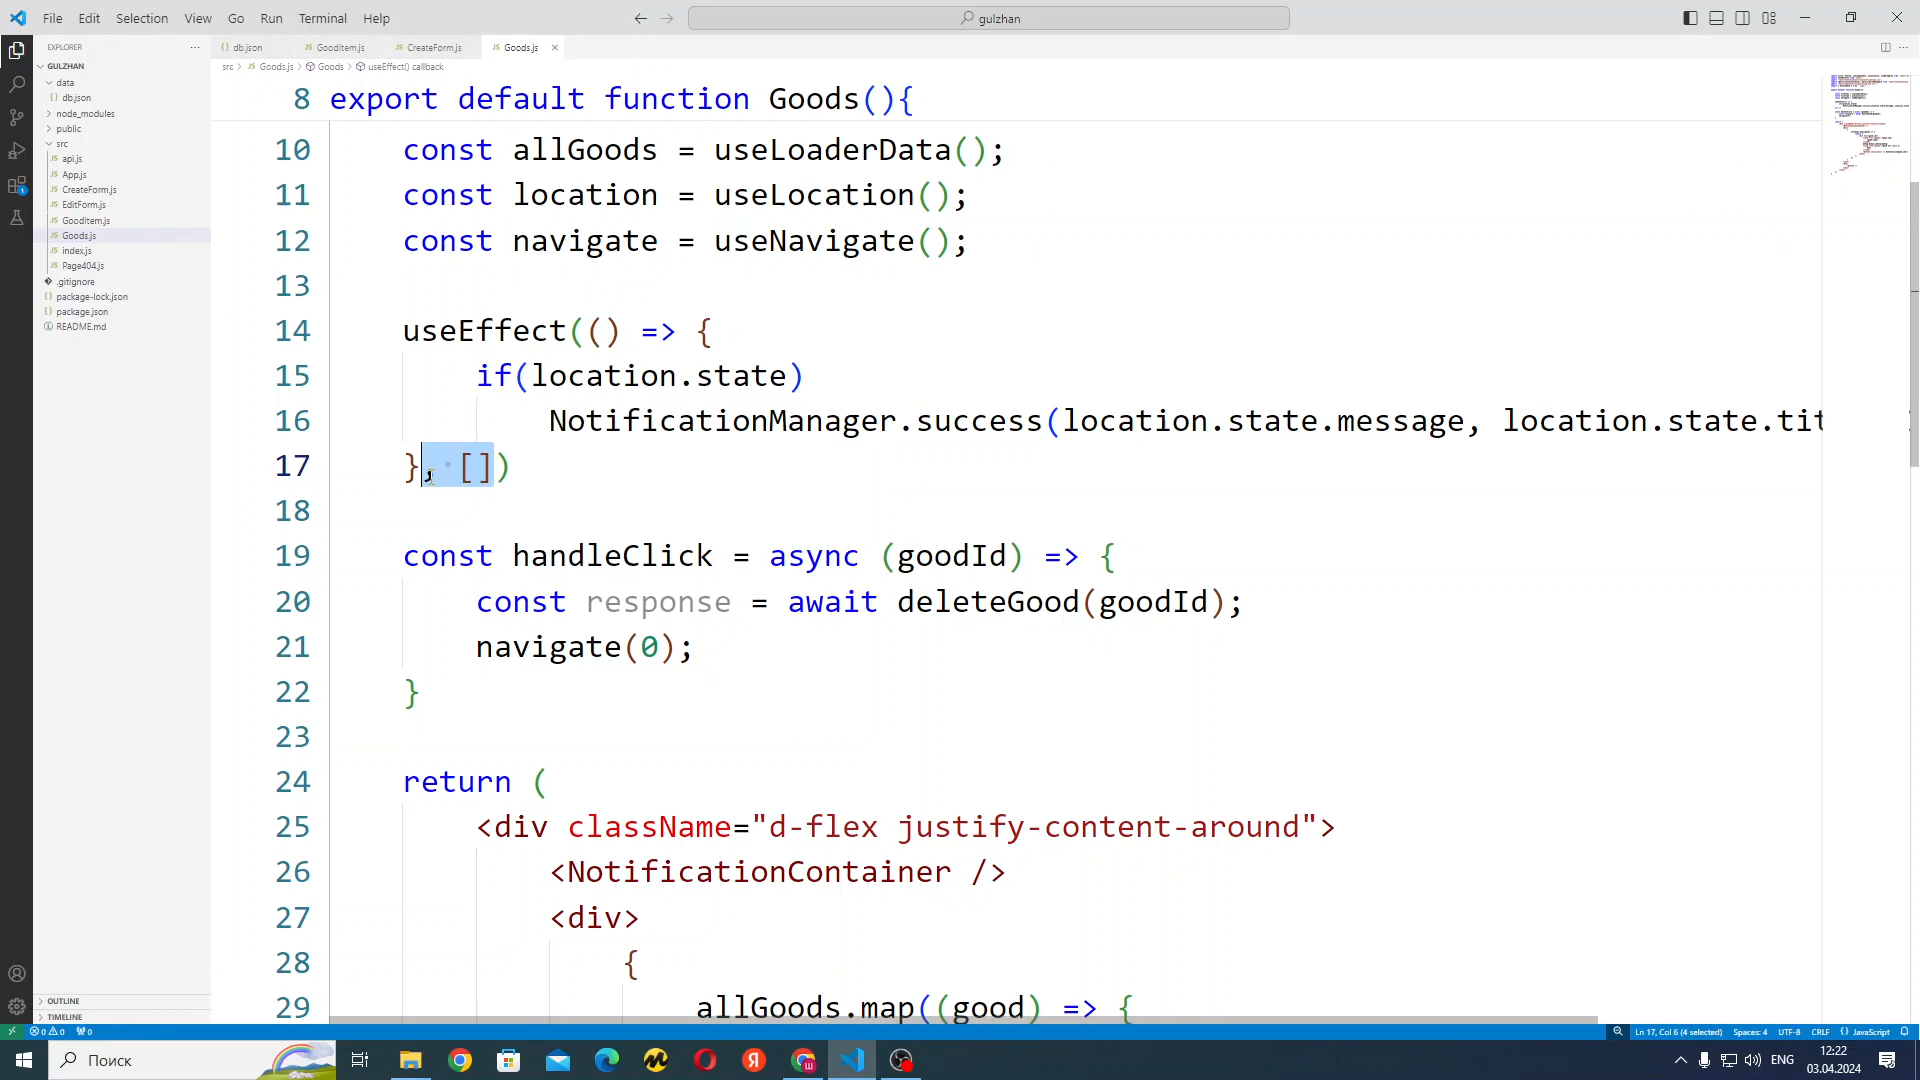 File Edit Selection View Go Run Terminal Help
gulzhan
EXPLORER
GULZHAN
data
db.json
node_modules
public
src
api.js
App.js
CreateForm.js
EditForm.js
GoodItem.js
Goods.js
index.js
Page404.js
.gitignore
package-lock.json
package.json
README.md
OUTLINE
TIMELINE
db.json GoodItem.js CreateForm.js Goods.js
src > JS Goods.js > Goods > useEffect() callback
8 export default function Goods(){
10 const allGoods = useLoaderData();
11 const location = useLocation();
12 const navigate = useNavigate();
13
14 useEffect(() => {
15 if(location.state)
16 NotificationManager.success(location.state.message, location.state.tit
17 }, [])
18
19 const handleClick = async (goodId) => {
20 const response = await deleteGood(goodId);
21 navigate(0);
22 }
23
24 return (
25 <div className="d-flex justify-content-around">
26 <NotificationContainer />
27 <div>
28 {
29 allGoods.map((good) => {
0 0 0
Ln 17, Col 6 (4 selected) Spaces: 4 UTF-8 CRLF {} JavaScript
Поиск
ENG
12:22
03.04.2024